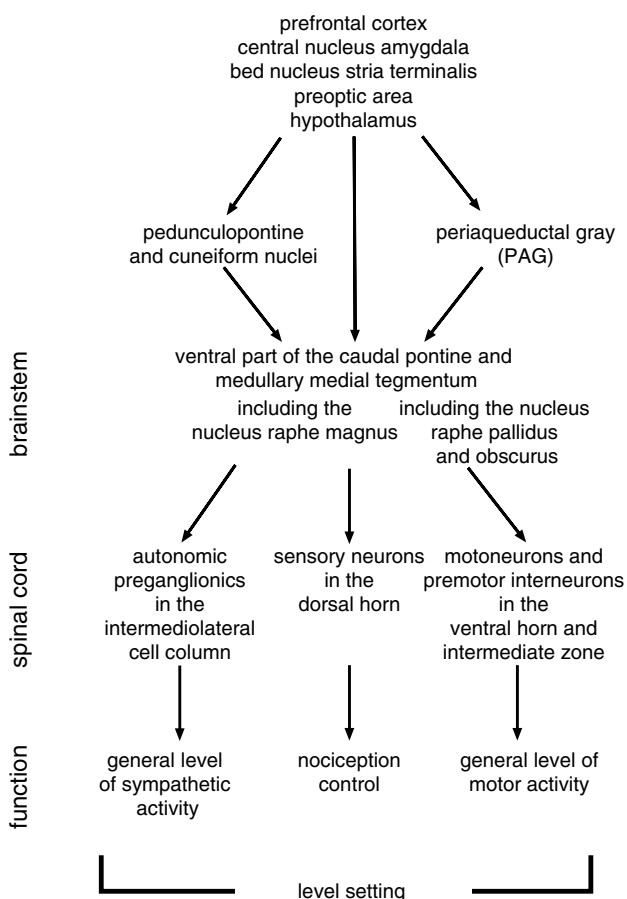 prefrontal cortex
central nucleus amygdala
bed nucleus stria terminalis
preoptic area
hypothalamus
pedunculopontine
and cuneiform nuclei
periaqueductal gray
(PAG)
brainstem
ventral part of the caudal pontine and
medullary medial tegmentum
including the
nucleus raphe magnus
including the nucleus
raphe pallidus
and obscurus
spinal cord
autonomic
preganglionics
in the
intermediolateral
cell column
sensory neurons
in the
dorsal horn
motoneurons and
premotor interneurons
in the
ventral horn and
intermediate zone
function
general level
of sympathetic
activity
nociception
control
general level of
motor activity
level setting